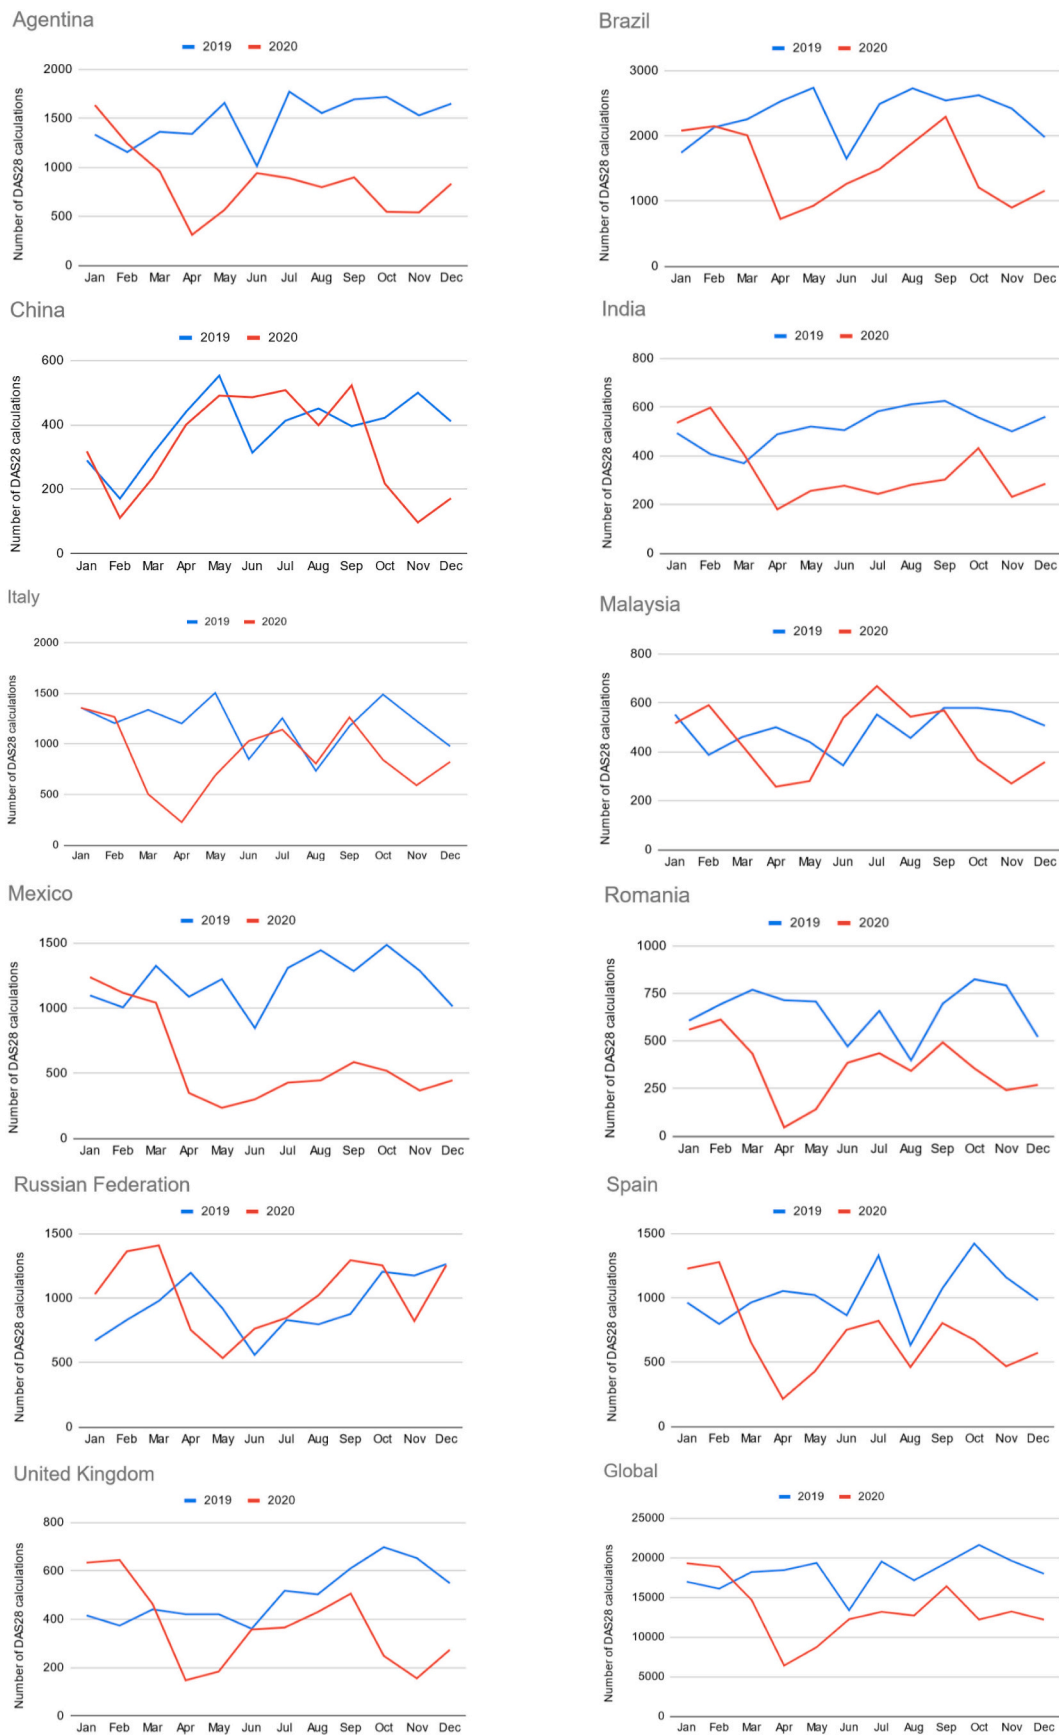 Agentina
2019 2020
Number of DAS28 calculations
2000
1500
1000
500
0
Jan Feb Mar Apr May Jun Jul Aug Sep Oct Nov Dec
Brazil
2019 2020
Number of DAS28 calculations
3000
2000
1000
0
Jan Feb Mar Apr May Jun Jul Aug Sep Oct Nov Dec
China
2019 2020
Number of DAS28 calculations
600
400
200
0
Jan Feb Mar Apr May Jun Jul Aug Sep Oct Nov Dec
India
2019 2020
Number of DAS28 calculations
800
600
400
200
0
Jan Feb Mar Apr May Jun Jul Aug Sep Oct Nov Dec
Italy
2019 2020
Number of DAS28 calculations
2000
1500
1000
500
0
Jan Feb Mar Apr May Jun Jul Aug Sep Oct Nov Dec
Malaysia
2019 2020
Number of DAS28 calculations
800
600
400
200
0
Jan Feb Mar Apr May Jun Jul Aug Sep Oct Nov Dec
Mexico
2019 2020
Number of DAS28 calculations
1500
1000
500
0
Jan Feb Mar Apr May Jun Jul Aug Sep Oct Nov Dec
Romania
2019 2020
Number of DAS28 calculations
1000
750
500
250
0
Jan Feb Mar Apr May Jun Jul Aug Sep Oct Nov Dec
Russian Federation
2019 2020
Number of DAS28 calculations
1500
1000
500
0
Jan Feb Mar Apr May Jun Jul Aug Sep Oct Nov Dec
Spain
2019 2020
Number of DAS28 calculations
1500
1000
500
0
Jan Feb Mar Apr May Jun Jul Aug Sep Oct Nov Dec
United Kingdom
2019 2020
Number of DAS28 calculations
800
600
400
200
0
Jan Feb Mar Apr May Jun Jul Aug Sep Oct Nov Dec
Global
2019 2020
Number of DAS28 calculations
25000
20000
15000
10000
5000
0
Jan Feb Mar Apr May Jun Jul Aug Sep Oct Nov Dec